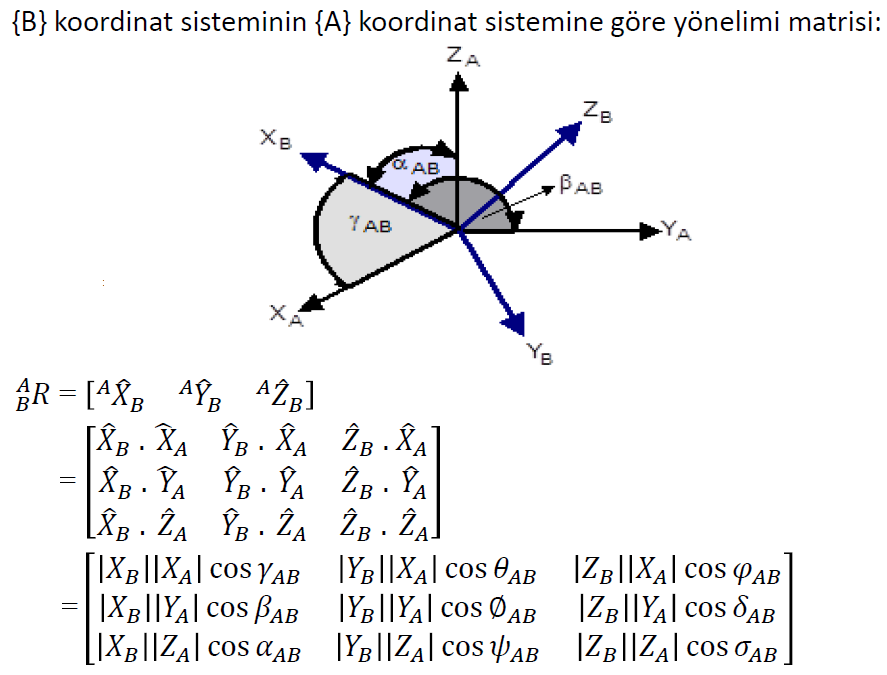 {B} koordinat sisteminin {A} koordinat sistemine göre yönelimi matrisi:
Z_A
Z_B
X_B
α_AB
β_AB
γ_AB
Y_A
X_A
Y_B
^A_B R = [^A X̂_B ^A Ŷ_B ^A Ẑ_B]
= [X̂_B . X̂_A Ŷ_B . X̂_A Ẑ_B . X̂_A
X̂_B . Ŷ_A Ŷ_B . Ŷ_A Ẑ_B . Ŷ_A
X̂_B . Ẑ_A Ŷ_B . Ẑ_A Ẑ_B . Ẑ_A]
= [|X_B||X_A| cos γ_AB |Y_B||X_A| cos θ_AB |Z_B||X_A| cos φ_AB
|X_B||Y_A| cos β_AB |Y_B||Y_A| cos Ø_AB |Z_B||Y_A| cos δ_AB
|X_B||Z_A| cos α_AB |Y_B||Z_A| cos ψ_AB |Z_B||Z_A| cos σ_AB]